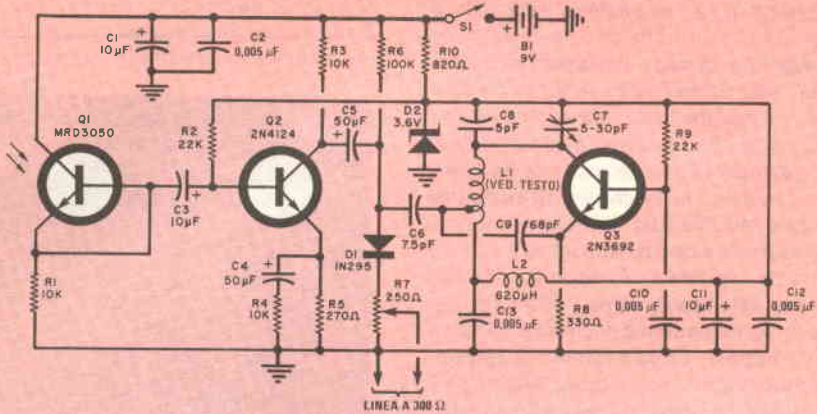 C1
10µF
C2
0,005 µF
R3
10K
R6
100K
R10
820Ω
S1
B1
9V
Q1
MRD3050
R2
22K
Q2
2N4124
C5
50µF
D2
3.6V
C8
5pF
C7
5-30pF
R9
22K
L1
(VED. TESTO)
C3
10µF
C6
7.5pF
C9
68pF
Q3
2N3692
R1
10K
C4
50µF
R4
10K
R5
270Ω
D1
1N295
R7
250Ω
L2
620µH
C13
0,005 µF
R8
330Ω
C10
0,005 µF
C11
10µF
C12
0,005 µF
LINEA A 300 Ω